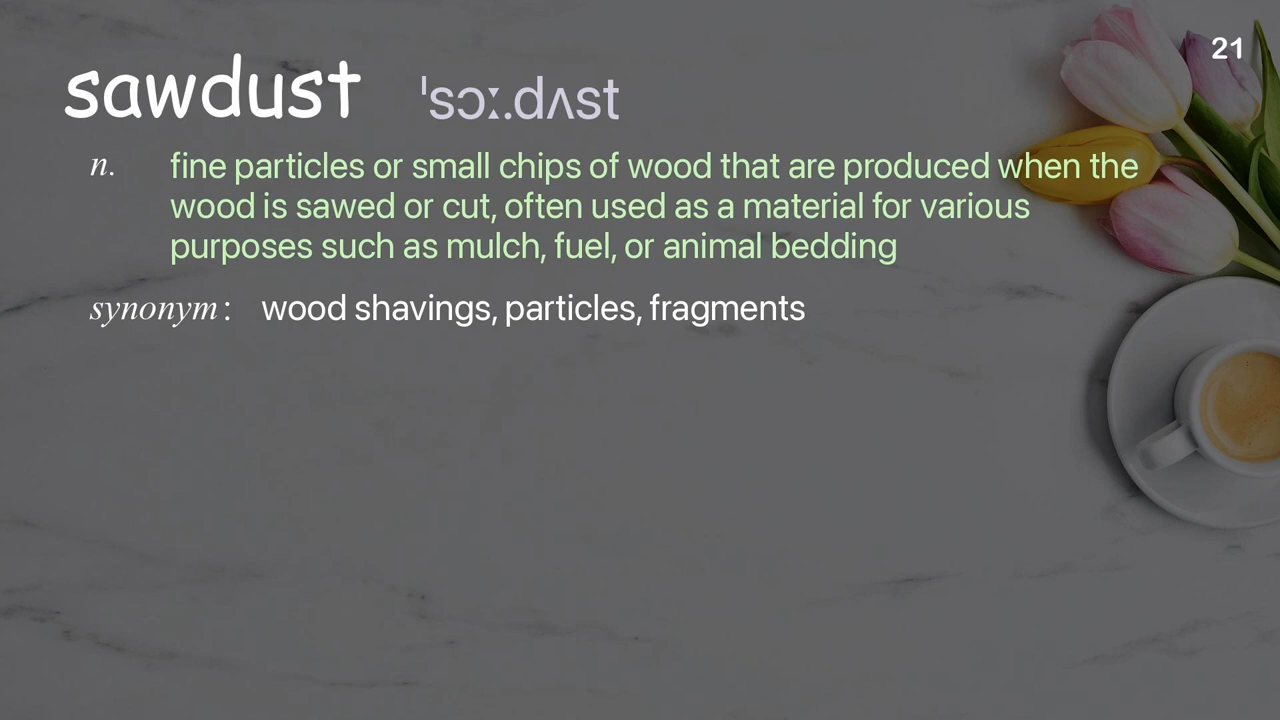 21
sawdust ˈsɔː.dʌst
n. fine particles or small chips of wood that are produced when the
wood is sawed or cut, often used as a material for various
purposes such as mulch, fuel, or animal bedding
synonym: wood shavings, particles, fragments